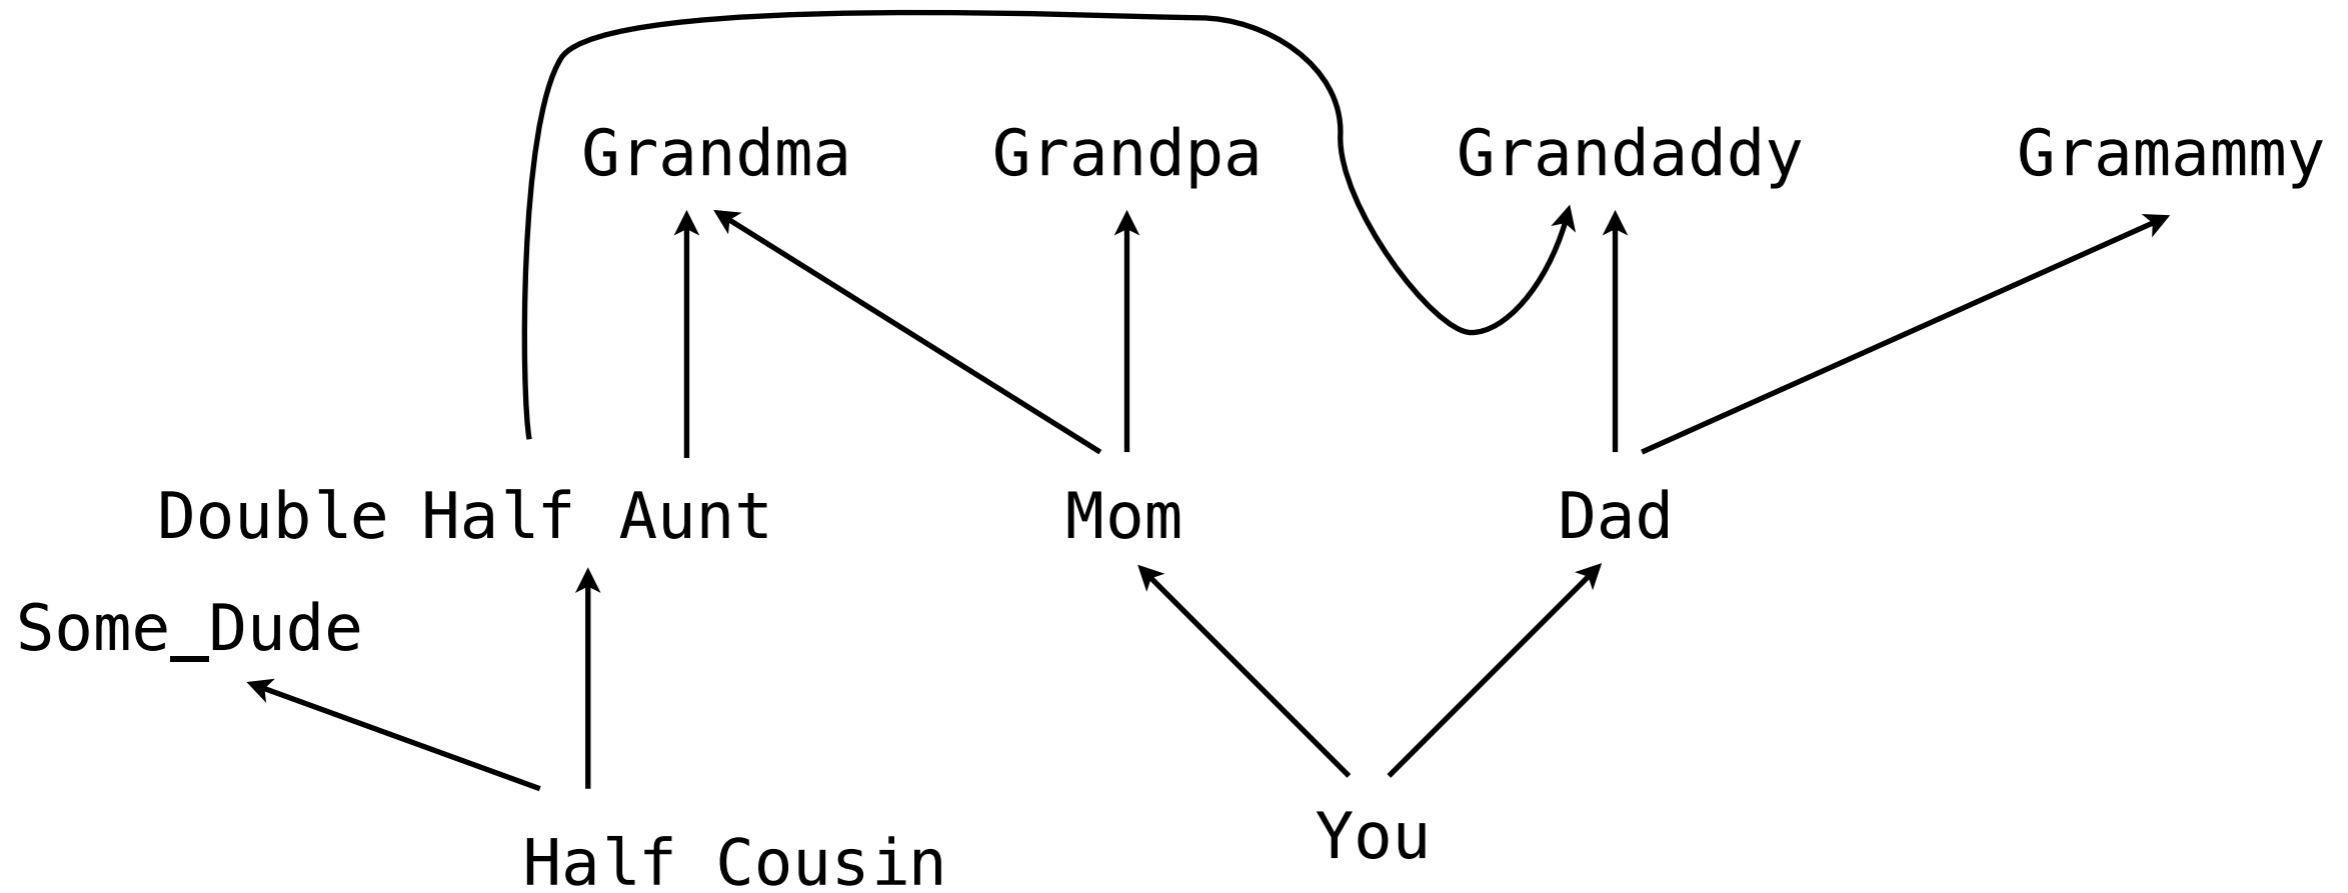 Grandma Grandpa Grandaddy Gramammy
Double Half Aunt Mom Dad
Some_Dude
You
Half Cousin